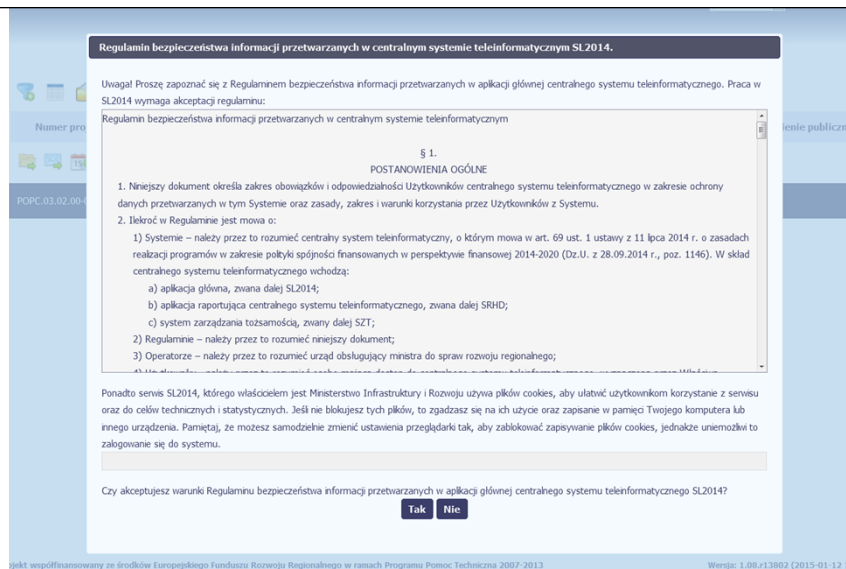 Regulamin bezpieczeństwa informacji przetwarzanych w centralnym systemie teleinformatycznym SL2014.
Uwaga! Proszę zapoznać się z Regulaminem bezpieczeństwa informacji przetwarzanych w aplikacji głównej centralnego systemu teleinformatycznego. Praca w
SL2014 wymaga akceptacji regulaminu:
Numer pro
Regulamin bezpieczeństwa informacji przetwarzanych w centralnym systemie teleinformatycznym
lenie publiczn
§ 1.
POSTANOWIENIA OGÓLNE
1. Niniejszy dokument określa zakres obowiązków i odpowiedzialności Użytkowników centralnego systemu teleinformatycznego w zakresie ochrony
POPC.03.02.00-
danych przetwarzanych w tym Systemie oraz zasady, zakres i warunki korzystania przez Użytkowników z Systemu.
2. Ilekroć w Regulaminie jest mowa o:
1) Systemie – należy przez to rozumieć centralny system teleinformatyczny, o którym mowa w art. 69 ust. 1 ustawy z 11 lipca 2014 r. o zasadach
realizacji programów w zakresie polityki spójności finansowanych w perspektywie finansowej 2014-2020 (Dz.U. z 28.09.2014 r., poz. 1146). W skład
centralnego systemu teleinformatycznego wchodzą:
a) aplikacja główna, zwana dalej SL2014;
b) aplikacja raportująca centralnego systemu teleinformatycznego, zwana dalej SRHD;
c) system zarządzania tożsamością, zwany dalej SZT;
2) Regulaminie – należy przez to rozumieć niniejszy dokument;
3) Operatorze – należy przez to rozumieć urząd obsługujący ministra do spraw rozwoju regionalnego;
Ponadto serwis SL2014, którego właścicielem jest Ministerstwo Infrastruktury i Rozwoju używa plików cookies, aby ułatwić użytkownikom korzystanie z serwisu
oraz do celów technicznych i statystycznych. Jeśli nie blokujesz tych plików, to zgadzasz się na ich użycie oraz zapisanie w pamięci Twojego komputera lub
innego urządzenia. Pamiętaj, że możesz samodzielnie zmienić ustawienia przeglądarki tak, aby zablokować zapisywanie plików cookies, jednakże uniemożliwi to
zalogowanie się do systemu.
Czy akceptujesz warunki Regulaminu bezpieczeństwa informacji przetwarzanych w aplikacji głównej centralnego systemu teleinformatycznego SL2014?
Tak Nie
ojekt współfinansowany ze środków Europejskiego Funduszu Rozwoju Regionalnego w ramach Programu Pomoc Techniczna 2007-2013
Wersja: 1.08.r13802 (2015-01-12